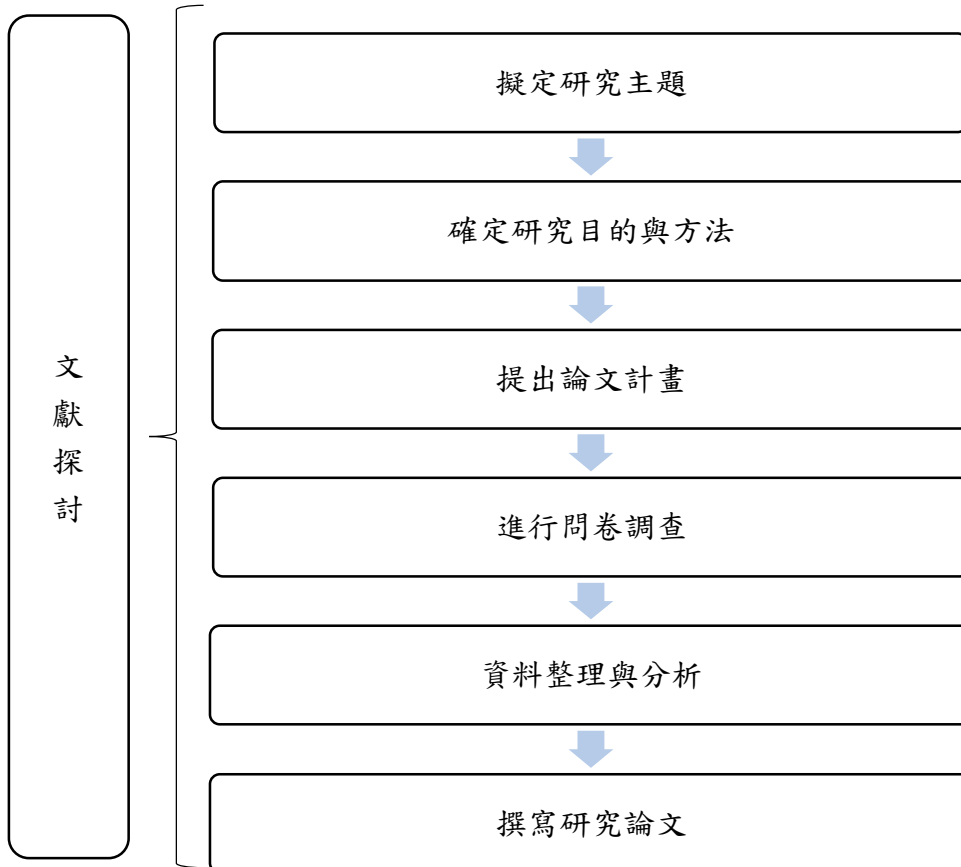 文獻探討
擬定研究主題
確定研究目的與方法
提出論文計畫
進行問卷調查
資料整理與分析
撰寫研究論文